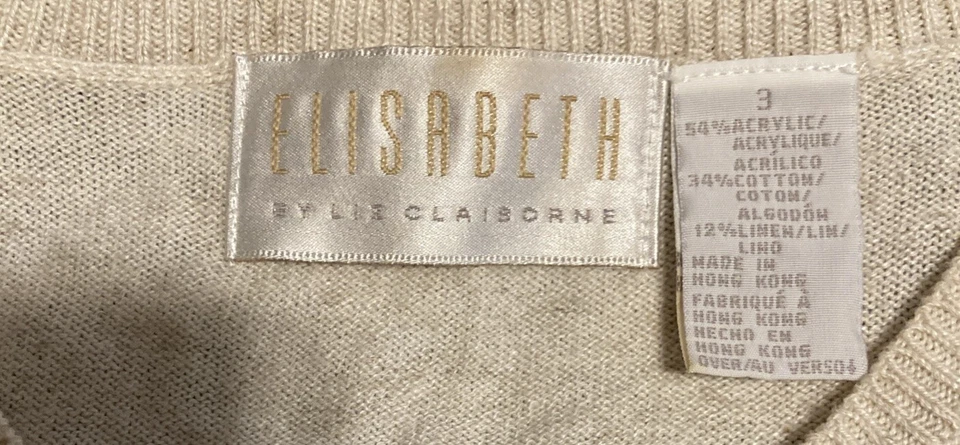 ELISABETH
BY LIZ CLAIBORNE
3
54% ACRYLIC/
ACRYLIQUE/
ACRÍLICO
34% COTTON/
COTON/
ALGODÓN
12% LINEN/LIN/
LINO
MADE IN
HONG KONG
FABRIQUÉ À
HONG KONG
HECHO EN
HONG KONG
OVER/AU VERSO↓